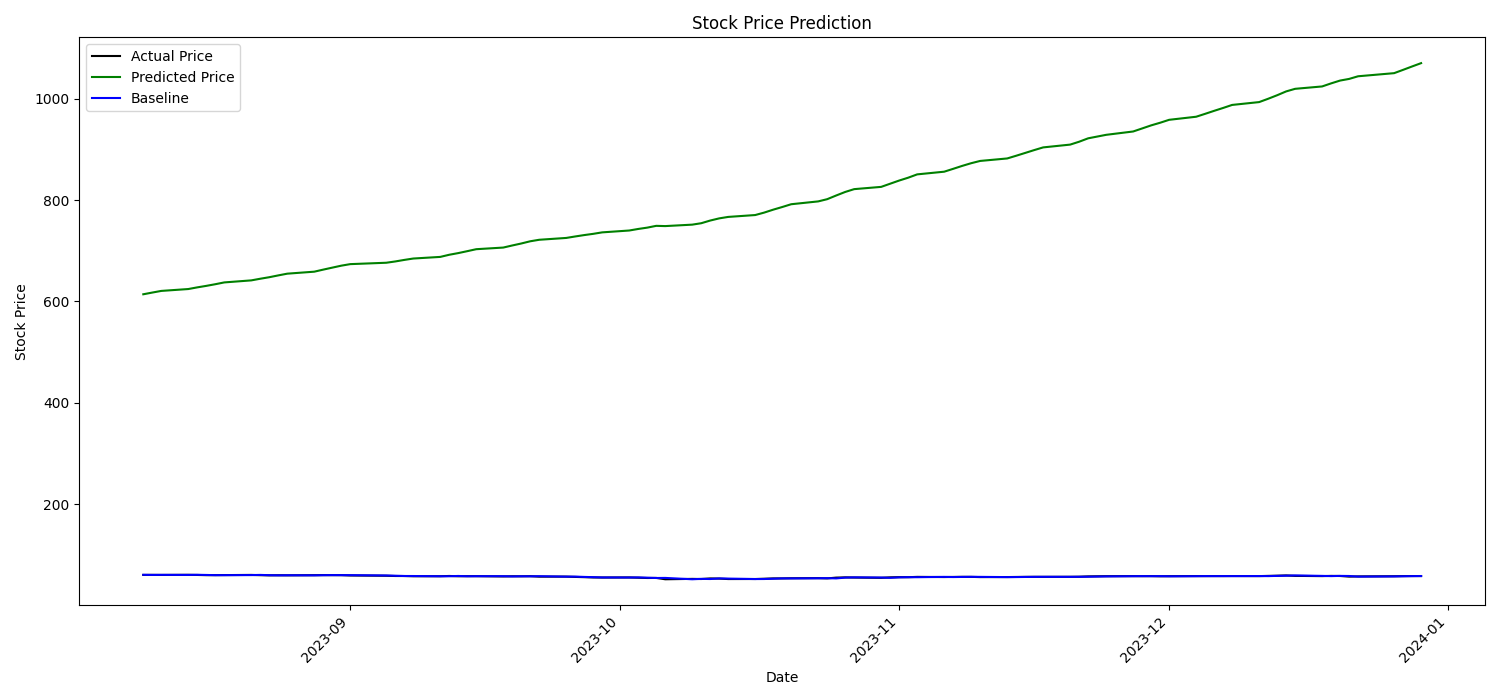 Stock Price Prediction
Actual Price
Predicted Price
Baseline
1000
800
600
400
200
Stock Price
2023-09
2023-10
2023-11
2023-12
2024-01
Date